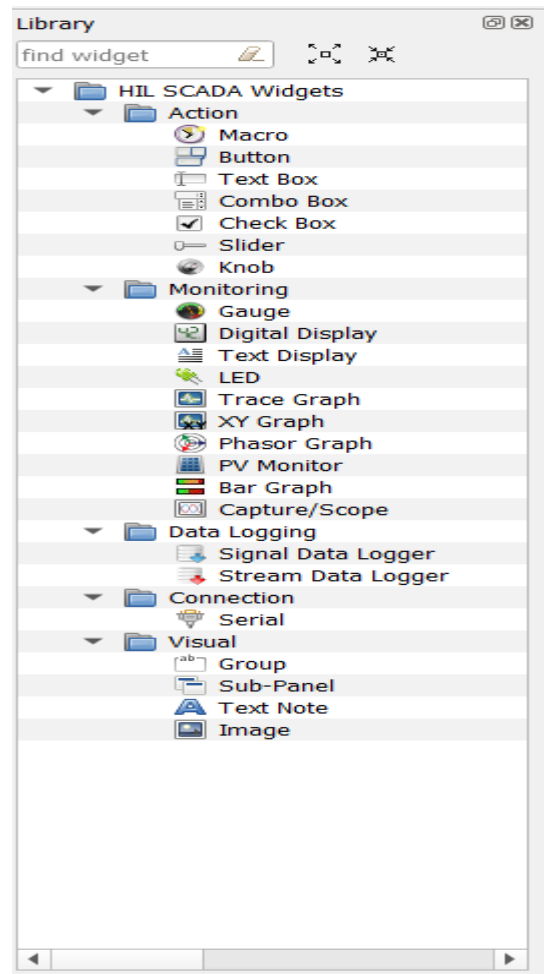 Library
find widget
HIL SCADA Widgets
Action
Macro
Button
Text Box
Combo Box
Check Box
Slider
Knob
Monitoring
Gauge
Digital Display
Text Display
LED
Trace Graph
XY Graph
Phasor Graph
PV Monitor
Bar Graph
Capture/Scope
Data Logging
Signal Data Logger
Stream Data Logger
Connection
Serial
Visual
Group
Sub-Panel
Text Note
Image